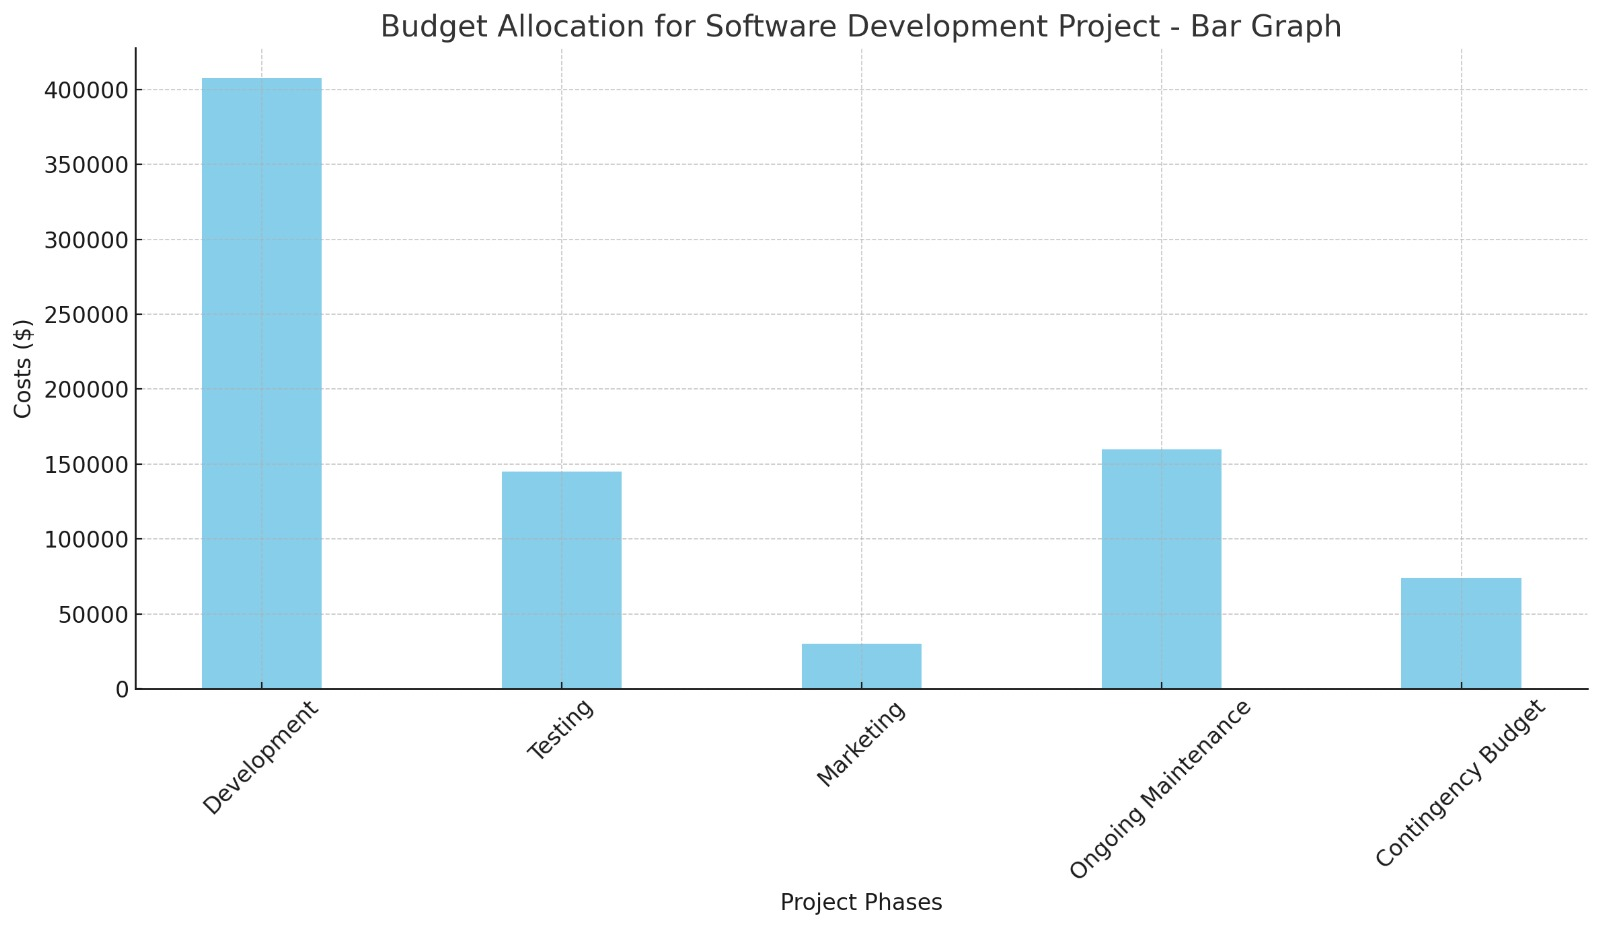 Budget Allocation for Software Development Project - Bar Graph
Costs ($)
400000
350000
300000
250000
200000
150000
100000
50000
0
Development
Testing
Marketing
Ongoing Maintenance
Contingency Budget
Project Phases